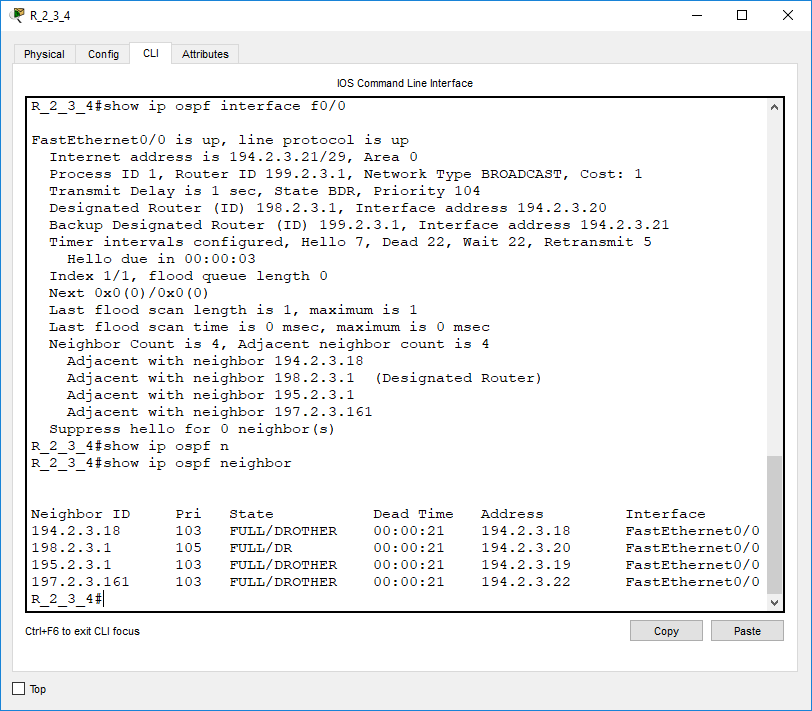 R_2_3_4
Physical Config CLI Attributes
IOS Command Line Interface
R_2_3_4#show ip ospf interface f0/0
FastEthernet0/0 is up, line protocol is up
Internet address is 194.2.3.21/29, Area 0
Process ID 1, Router ID 199.2.3.1, Network Type BROADCAST, Cost: 1
Transmit Delay is 1 sec, State BDR, Priority 104
Designated Router (ID) 198.2.3.1, Interface address 194.2.3.20
Backup Designated Router (ID) 199.2.3.1, Interface address 194.2.3.21
Timer intervals configured, Hello 7, Dead 22, Wait 22, Retransmit 5
Hello due in 00:00:03
Index 1/1, flood queue length 0
Next 0x0(0)/0x0(0)
Last flood scan length is 1, maximum is 1
Last flood scan time is 0 msec, maximum is 0 msec
Neighbor Count is 4, Adjacent neighbor count is 4
Adjacent with neighbor 194.2.3.18
Adjacent with neighbor 198.2.3.1 (Designated Router)
Adjacent with neighbor 195.2.3.1
Adjacent with neighbor 197.2.3.161
Suppress hello for 0 neighbor(s)
R_2_3_4#show ip ospf n
R_2_3_4#show ip ospf neighbor
Neighbor ID Pri State Dead Time Address Interface
194.2.3.18 103 FULL/DROTHER 00:00:21 194.2.3.18 FastEthernet0/0
198.2.3.1 105 FULL/DR 00:00:21 194.2.3.20 FastEthernet0/0
195.2.3.1 103 FULL/DROTHER 00:00:21 194.2.3.19 FastEthernet0/0
197.2.3.161 103 FULL/DROTHER 00:00:21 194.2.3.22 FastEthernet0/0
R_2_3_4#
Ctrl+F6 to exit CLI focus Copy Paste
Top